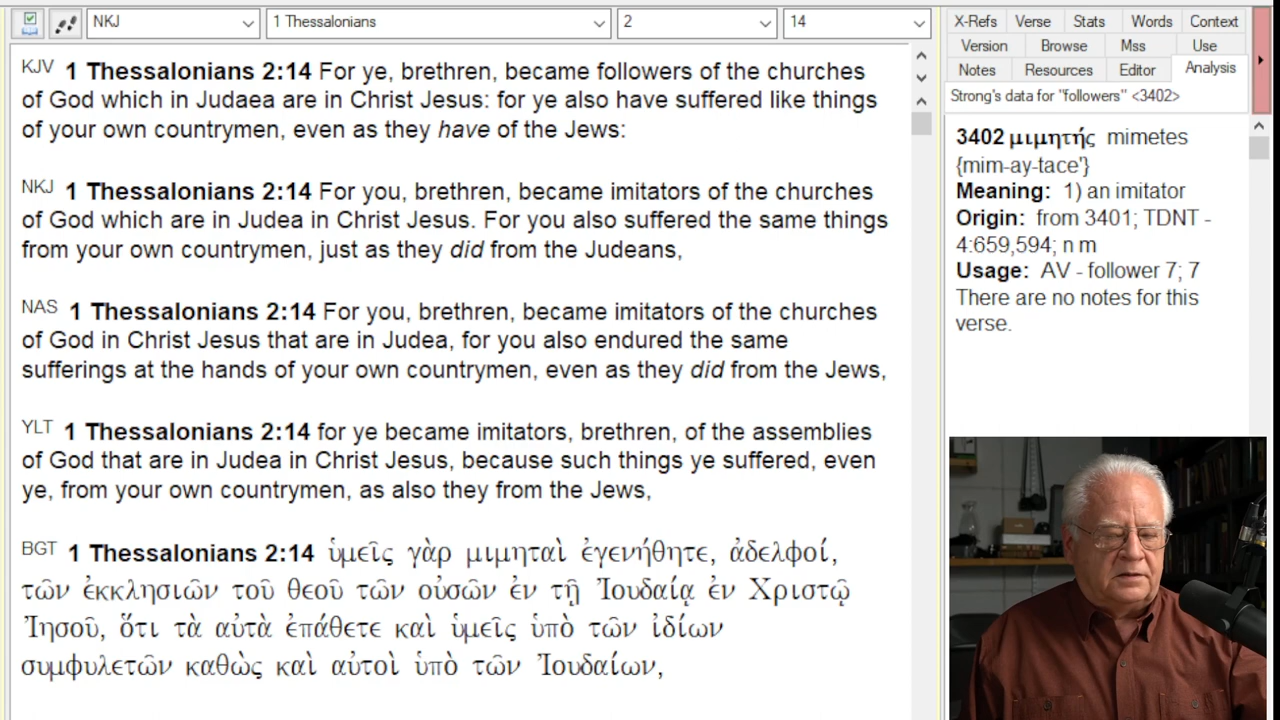 NKJ 1 Thessalonians 2 14
KJV 1 Thessalonians 2:14 For ye, brethren, became followers of the churches
of God which in Judaea are in Christ Jesus: for ye also have suffered like things
of your own countrymen, even as they have of the Jews:
NKJ 1 Thessalonians 2:14 For you, brethren, became imitators of the churches
of God which are in Judea in Christ Jesus. For you also suffered the same things
from your own countrymen, just as they did from the Judeans,
NAS 1 Thessalonians 2:14 For you, brethren, became imitators of the churches
of God in Christ Jesus that are in Judea, for you also endured the same
sufferings at the hands of your own countrymen, even as they did from the Jews,
YLT 1 Thessalonians 2:14 for ye became imitators, brethren, of the assemblies
of God that are in Judea in Christ Jesus, because such things ye suffered, even
ye, from your own countrymen, as also they from the Jews,
BGT 1 Thessalonians 2:14 ὑμεῖς γὰρ μιμηταὶ ἐγενήθητε, ἀδελφοί,
τῶν ἐκκλησιῶν τοῦ θεοῦ τῶν οὐσῶν ἐν τῇ Ἰουδαίᾳ ἐν Χριστῷ
Ἰησοῦ, ὅτι τὰ αὐτὰ ἐπάθετε καὶ ὑμεῖς ὑπὸ τῶν ἰδίων
συμφυλετῶν καθὼς καὶ αὐτοὶ ὑπὸ τῶν Ἰουδαίων,
X-Refs Verse Stats Words Context
Version Browse Mss Use
Notes Resources Editor Analysis
Strong's data for "followers" <3402>
3402 μιμητής mimetes
{mim-ay-tace'}
Meaning: 1) an imitator
Origin: from 3401; TDNT -
4:659,594; n m
Usage: AV - follower 7; 7
There are no notes for this
verse.